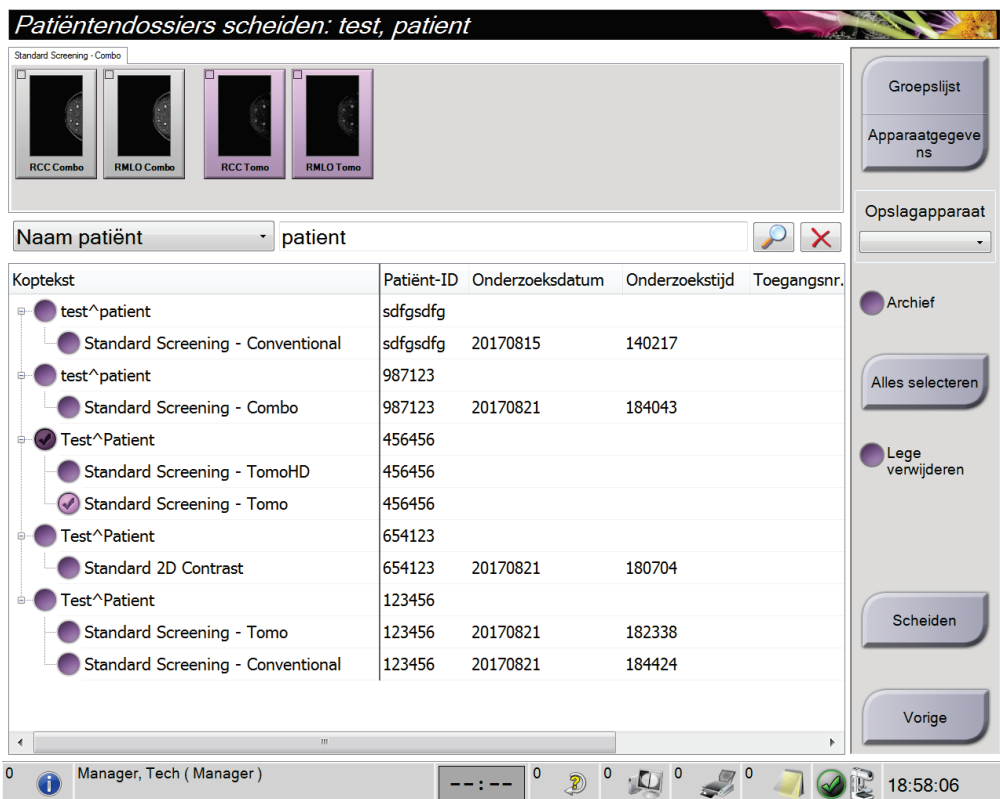 Patiëntendossiers scheiden: test, patient
Standard Screening - Combo
RCC Combo
RMLO Combo
RCC Tomo
RMLO Tomo
Groepslijst
Apparaatgegeve
ns
Opslagapparaat
Naam patiënt
patient
Koptekst Patiënt-ID Onderzoeksdatum Onderzoekstijd Toegangsnr.
test^patient sdfgsdfg
Standard Screening - Conventional sdfgsdfg 20170815 140217
test^patient 987123
Standard Screening - Combo 987123 20170821 184043
Test^Patient 456456
Standard Screening - TomoHD 456456
Standard Screening - Tomo 456456
Test^Patient 654123
Standard 2D Contrast 654123 20170821 180704
Test^Patient 123456
Standard Screening - Tomo 123456 20170821 182338
Standard Screening - Conventional 123456 20170821 184424
Archief
Alles selecteren
Lege
verwijderen
Scheiden
Vorige
0 Manager, Tech ( Manager ) --:-- 0 0 0 0 18:58:06